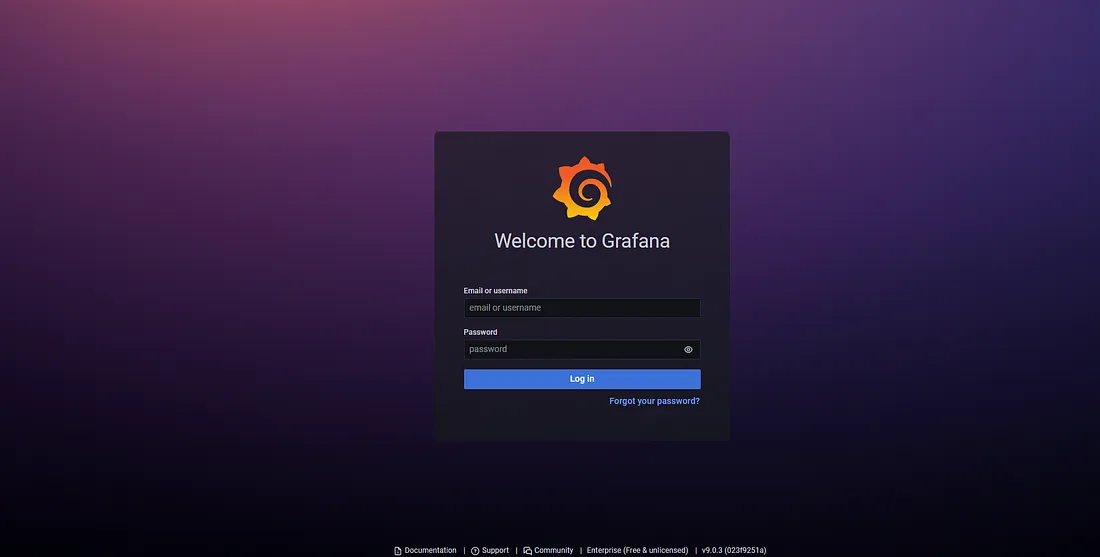 Welcome to Grafana
Email or username
email or username
Password
password
Log in
Forgot your password?
Documentation | Support | Community | Enterprise (Free & unlicensed) | v9.0.3 (023f9251a)